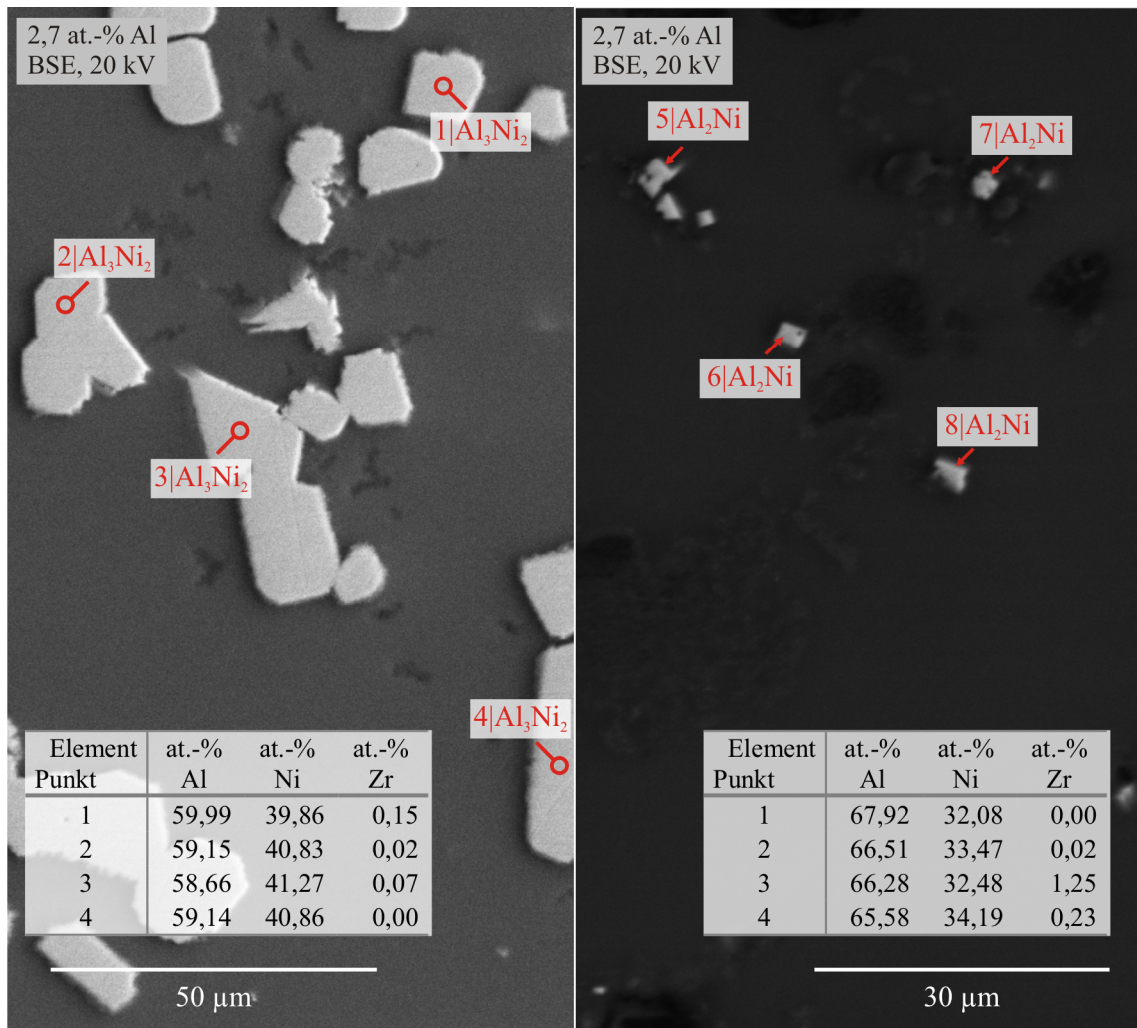 2,7 at.-% Al
BSE, 20 kV
1|Al₃Ni₂
2|Al₃Ni₂
3|Al₃Ni₂
4|Al₃Ni₂
Element at.-% at.-% at.-%
Punkt Al Ni Zr
1 59,99 39,86 0,15
2 59,15 40,83 0,02
3 58,66 41,27 0,07
4 59,14 40,86 0,00
50 µm
2,7 at.-% Al
BSE, 20 kV
5|Al₂Ni
7|Al₂Ni
6|Al₂Ni
8|Al₂Ni
Element at.-% at.-% at.-%
Punkt Al Ni Zr
1 67,92 32,08 0,00
2 66,51 33,47 0,02
3 66,28 32,48 1,25
4 65,58 34,19 0,23
30 µm